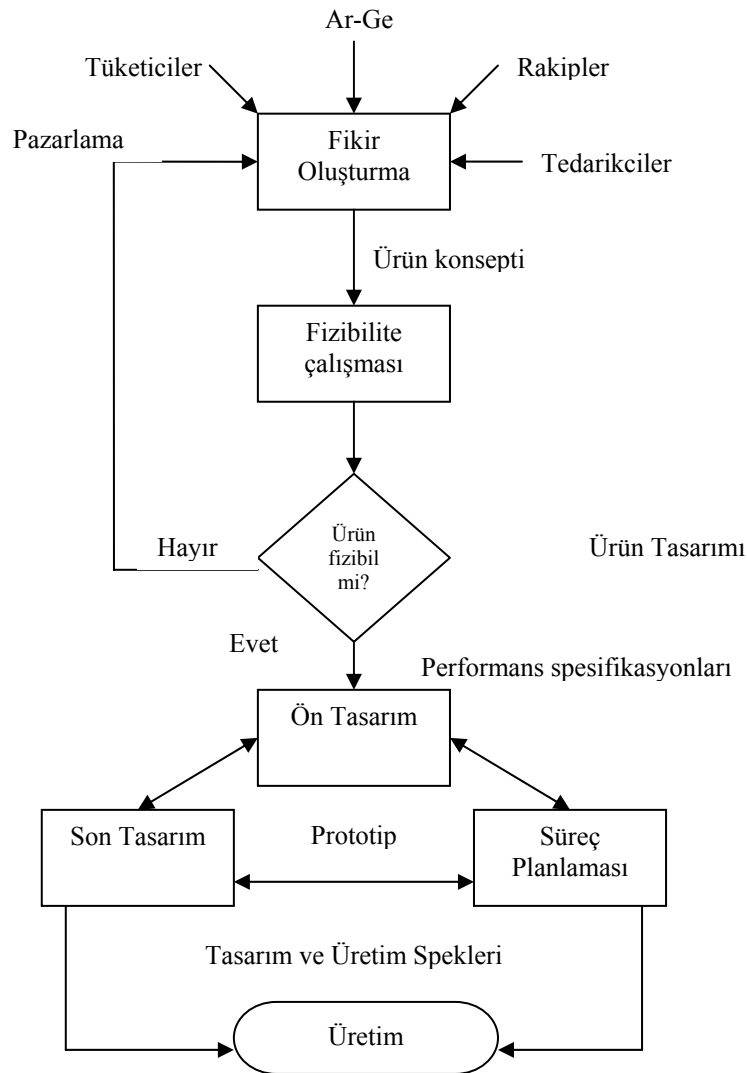 Ar-Ge
Tüketiciler
Rakipler
Pazarlama
Fikir
Oluşturma
Tedarikciler
Ürün konsepti
Fizibilite
çalışması
Ürün
fizibil
mi?
Hayır
Ürün Tasarımı
Evet
Performans spesifikasyonları
Ön Tasarım
Son Tasarım
Prototip
Süreç
Planlaması
Tasarım ve Üretim Spekleri
Üretim